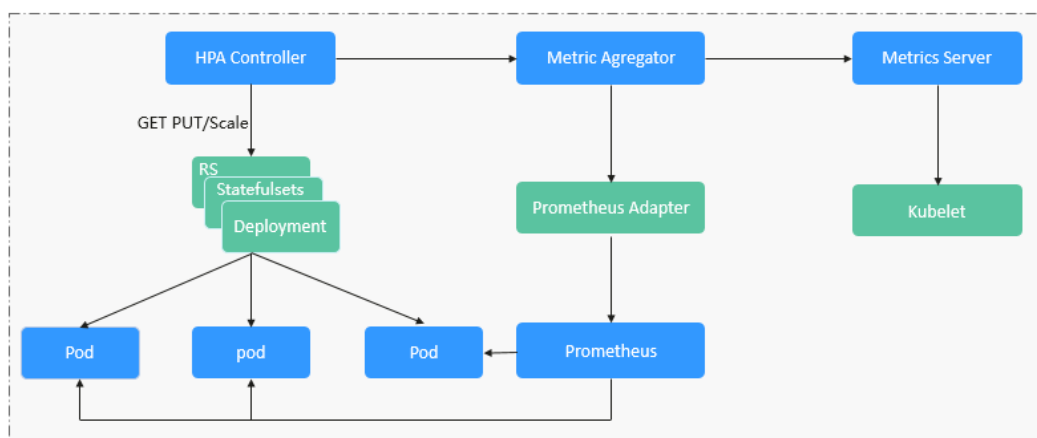 HPA Controller
Metric Agregator
Metrics Server
GET PUT/Scale
RS
Statefulsets
Deployment
Prometheus Adapter
Kubelet
Pod
pod
Pod
Prometheus